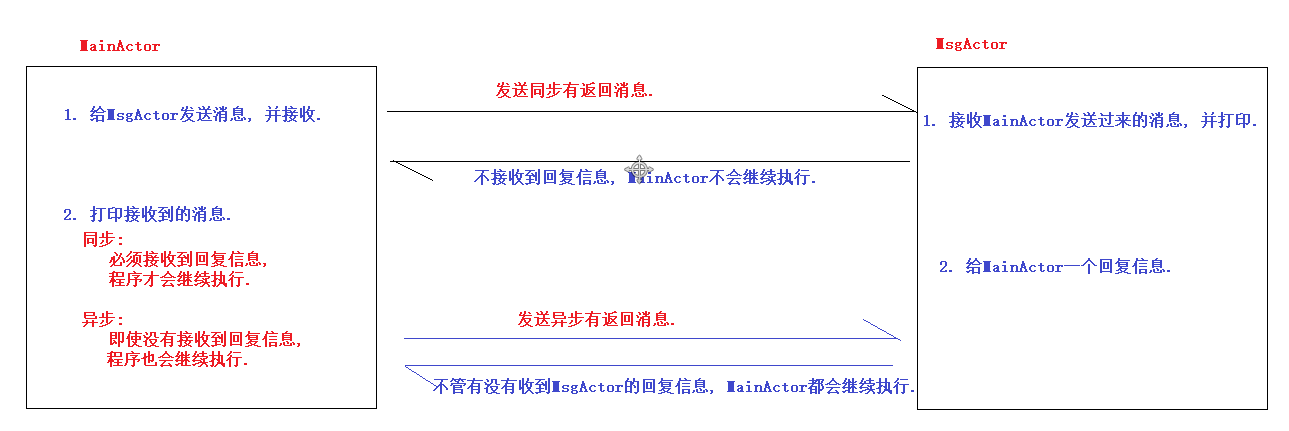 MainActor
MsgActor
1. 给MsgActor发送消息, 并接收.
2. 打印接收到的消息.
同步:
必须接收到回复信息,
程序才会继续执行.
异步:
即使没有接收到回复信息,
程序也会继续执行.
发送同步有返回消息.
不接收到回复信息, MainActor不会继续执行.
发送异步有返回消息.
不管有没有收到MsgActor的回复信息, MainActor都会继续执行.
1. 接收MainActor发送过来的消息, 并打印.
2. 给MainActor一个回复信息.